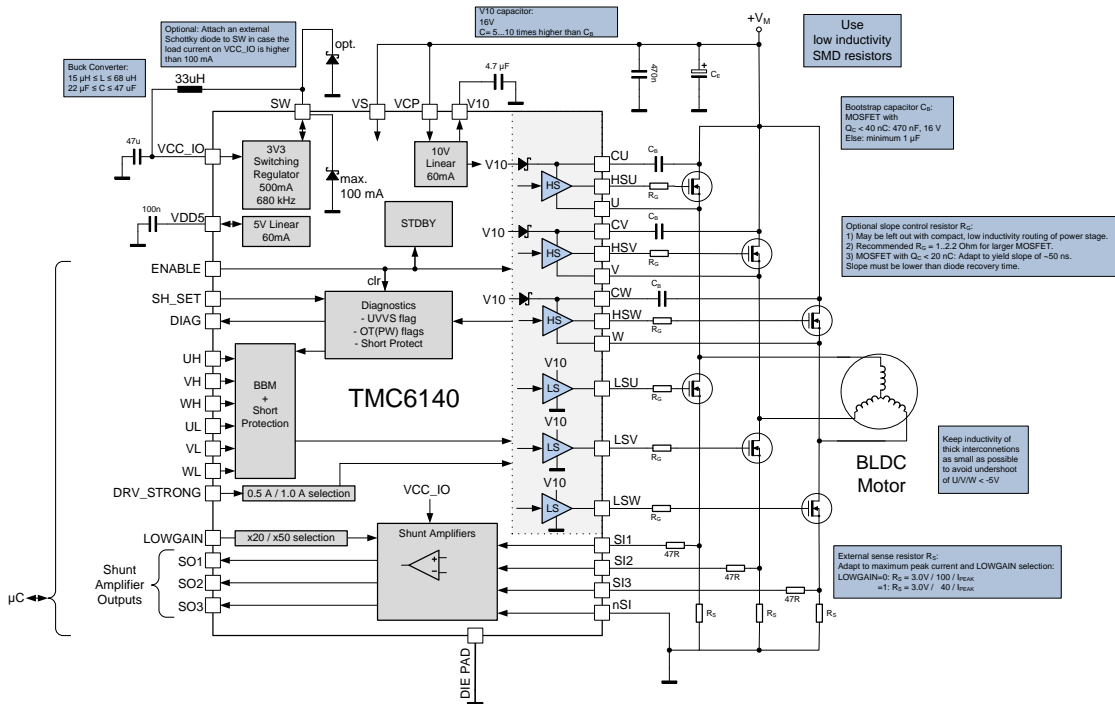 Optional: Attach an external
Schottky diode to SW in case the
load current on VCC_IO is higher
than 100 mA
opt.
V10 capacitor:
16V
C= 5...10 times higher than CB
+VM
Use
low inductivity
SMD resistors
Buck Converter:
15 µH ≤ L ≤ 68 uH
22 µF ≤ C ≤ 47 uF
33uH
4.7 µF
470n
CE
+
SW
VS
VCP
V10
Bootstrap capacitor CB:
MOSFET with
QC < 40 nC: 470 nF, 16 V
Else: minimum 1 µF
47u
VCC_IO
3V3
Switching
Regulator
500mA
680 kHz
max.
100 mA
10V
Linear
60mA
V10
HS
CU
CB
HSU
RG
U
100n
VDD5
5V Linear
60mA
STDBY
V10
HS
CV
CB
HSV
RG
V
Optional slope control resistor RG:
1) May be left out with compact, low inductivity routing of power stage.
2) Recommended RG = 1..2.2 Ohm for larger MOSFET.
3) MOSFET with QC < 20 nC: Adapt to yield slope of ~50 ns.
Slope must be lower than diode recovery time.
ENABLE
clr
SH_SET
DIAG
Diagnostics
- UVVS flag
- OT(PW) flags
- Short Protect
V10
HS
CW
CB
HSW
RG
W
UH
VH
WH
UL
VL
WL
BBM
+
Short
Protection
TMC6140
V10
LS
LSU
RG
V10
LS
LSV
RG
V10
LS
LSW
RG
BLDC
Motor
Keep inductivity of
thick interconnetions
as small as possible
to avoid undershoot
of U/V/W < -5V
DRV_STRONG
0.5 A / 1.0 A selection
VCC_IO
LOWGAIN
x20 / x50 selection
Shunt Amplifiers
+
-
SO1
SO2
SO3
Shunt
Amplifier
Outputs
µC
SI1
47R
SI2
47R
SI3
47R
nSI
RS
RS
RS
External sense resistor RS:
Adapt to maximum peak current and LOWGAIN selection:
LOWGAIN=0: RS = 3.0V / 100 / IPEAK
=1: RS = 3.0V / 40 / IPEAK
DIE PAD